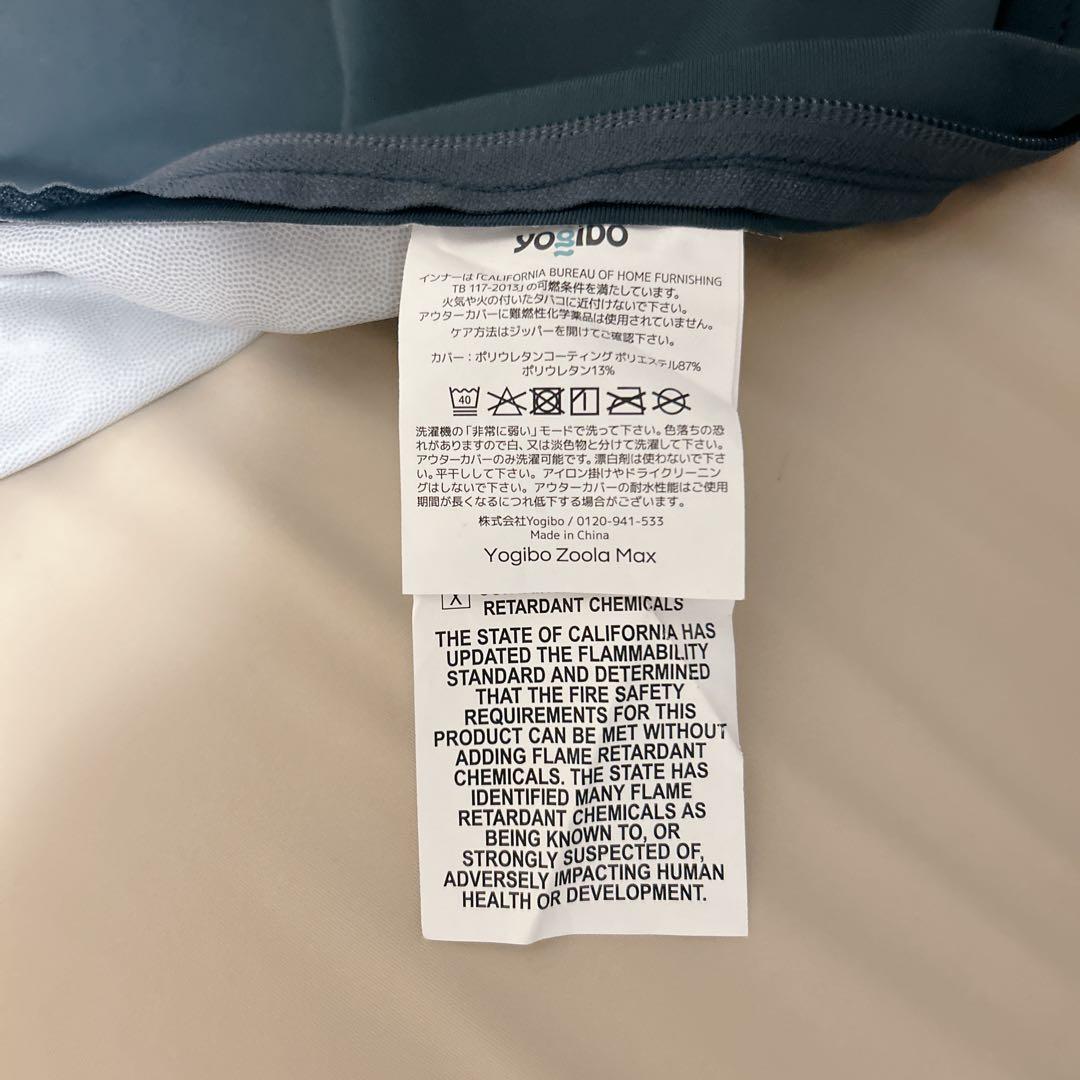 yogibo
インナーは「CALIFORNIA BUREAU OF HOME FURNISHING
TB 117-2013」の可燃条件を満たしています。
火気や火の付いたタバコに近付けないで下さい。
アウターカバーに難燃性化学薬品は使用されていません。
ケア方法はジッパーを開けてご確認下さい。
カバー：ポリウレタンコーティング ポリエステル87%
ポリウレタン13%
40
洗濯機の「非常に弱い」モードで洗って下さい。色落ちの恐
れがありますので白、又は淡色物と分けて洗濯して下さい。
アウターカバーのみ洗濯可能です。漂白剤は使わないで下さ
い。平干しして下さい。アイロン掛けやドライクリーニン
グはしないで下さい。アウターカバーの耐水性能はご使用
期間が長くなるにつれ低下する場合がございます。
株式会社Yogibo / 0120-941-533
Made in China
Yogibo Zoola Max
X
RETARDANT CHEMICALS
THE STATE OF CALIFORNIA HAS
UPDATED THE FLAMMABILITY
STANDARD AND DETERMINED
THAT THE FIRE SAFETY
REQUIREMENTS FOR THIS
PRODUCT CAN BE MET WITHOUT
ADDING FLAME RETARDANT
CHEMICALS. THE STATE HAS
IDENTIFIED MANY FLAME
RETARDANT CHEMICALS AS
BEING KNOWN TO, OR
STRONGLY SUSPECTED OF,
ADVERSELY IMPACTING HUMAN
HEALTH OR DEVELOPMENT.